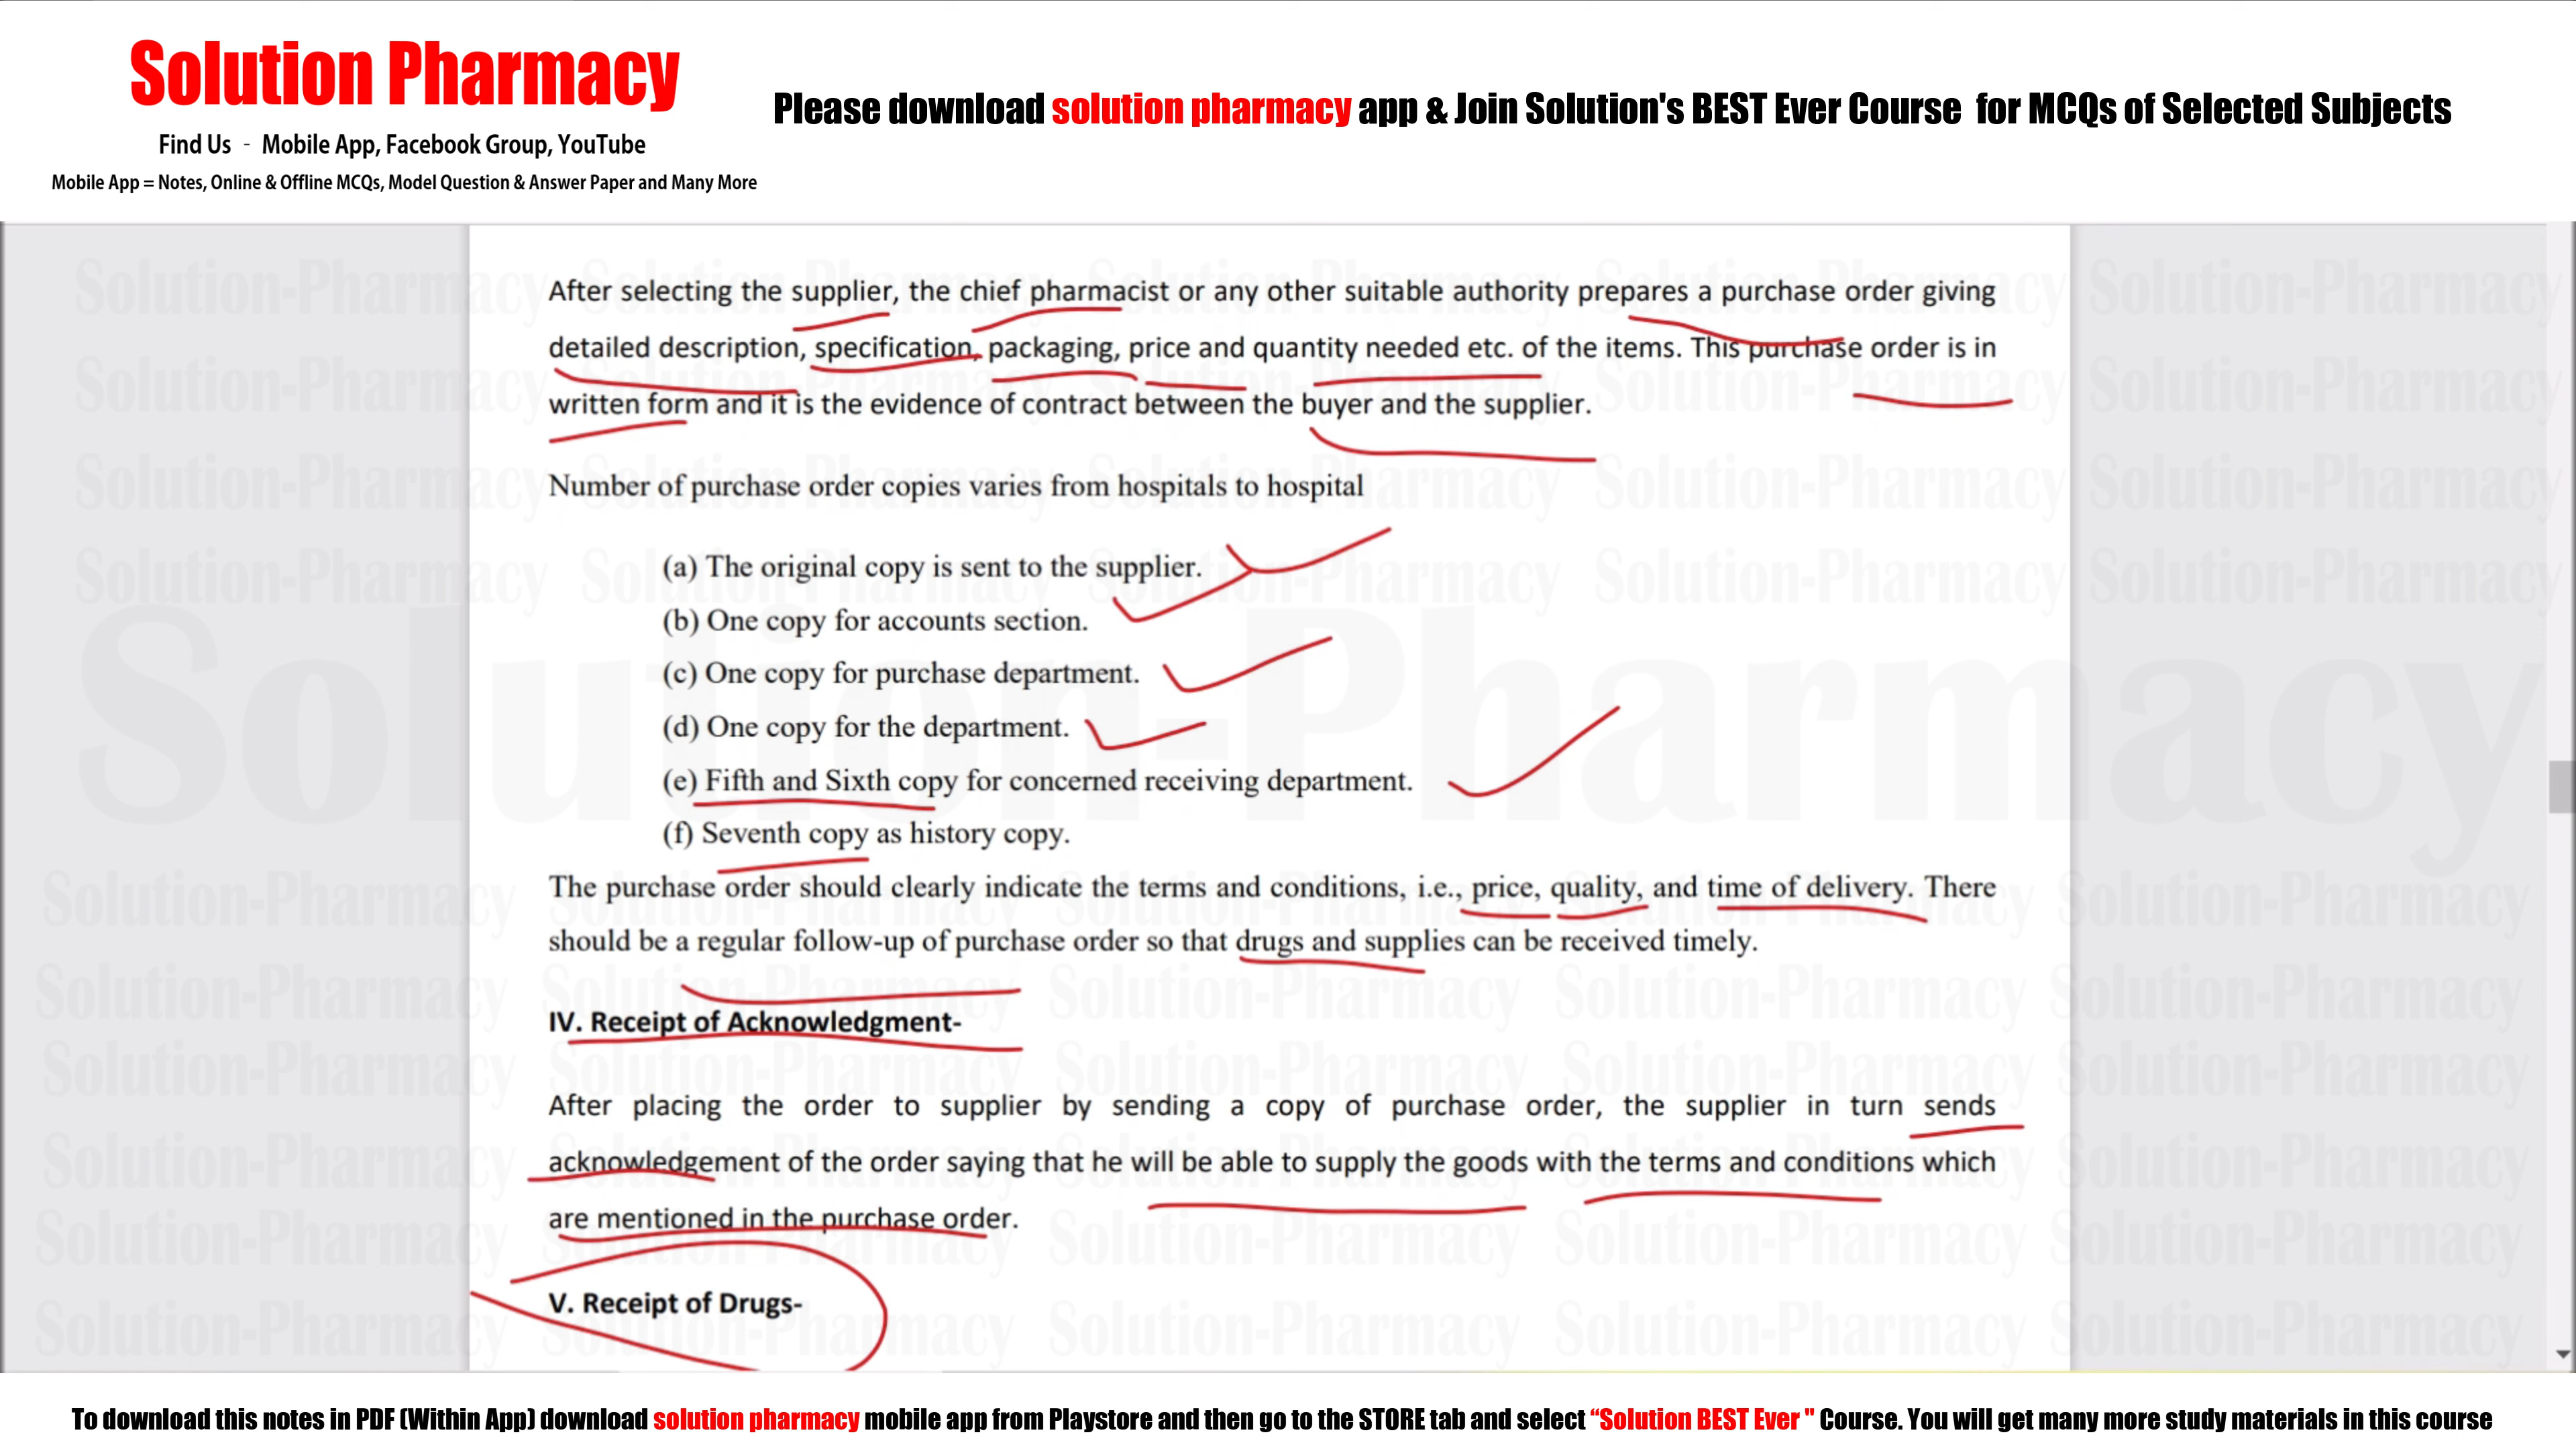 Solution Pharmacy
Find Us - Mobile App, Facebook Group, YouTube
Mobile App = Notes, Online & Offline MCQs, Model Question & Answer Paper and Many More
Please download solution pharmacy app & Join Solution's BEST Ever Course for MCQs of Selected Subjects
After selecting the supplier, the chief pharmacist or any other suitable authority prepares a purchase order giving
detailed description, specification, packaging, price and quantity needed etc. of the items. This purchase order is in
written form and it is the evidence of contract between the buyer and the supplier.
Number of purchase order copies varies from hospitals to hospital
(a) The original copy is sent to the supplier.
(b) One copy for accounts section.
(c) One copy for purchase department.
(d) One copy for the department.
(e) Fifth and Sixth copy for concerned receiving department.
(f) Seventh copy as history copy.
The purchase order should clearly indicate the terms and conditions, i.e., price, quality, and time of delivery. There
should be a regular follow-up of purchase order so that drugs and supplies can be received timely.
IV. Receipt of Acknowledgment-
After placing the order to supplier by sending a copy of purchase order, the supplier in turn sends
acknowledgement of the order saying that he will be able to supply the goods with the terms and conditions which
are mentioned in the purchase order.
V. Receipt of Drugs-
To download this notes in PDF (Within App) download solution pharmacy mobile app from Playstore and then go to the STORE tab and select “Solution BEST Ever " Course. You will get many more study materials in this course